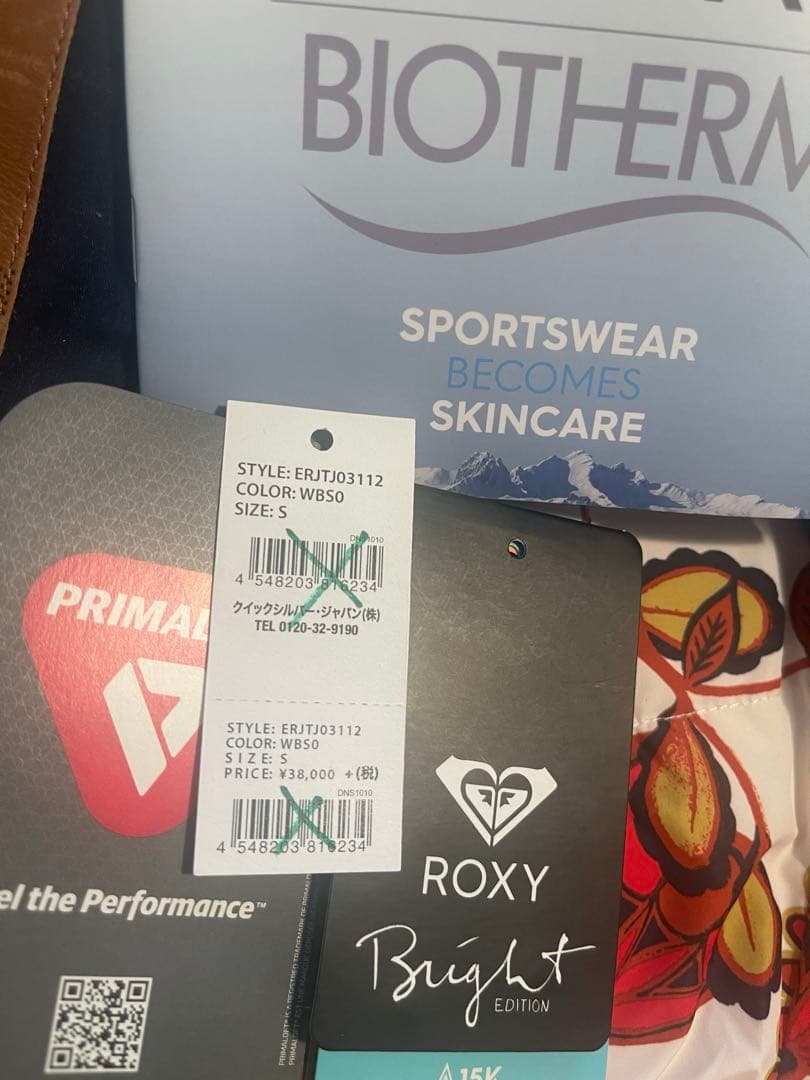 BIOTHERM
SPORTSWEAR
BECOMES
SKINCARE
STYLE: ERJTJ03112
COLOR: WBS0
SIZE: S
DNS1010
4 548203 816234
クイックシルバー・ジャパン(株)
TEL 0120-32-9190
STYLE: ERJTJ03112
COLOR: WBS0
SIZE: S
PRICE: ¥38,000 +(税)
DNS1010
4 548203 816234
PRIMAL
el the Performance™
ROXY
Bright
EDITION
15K